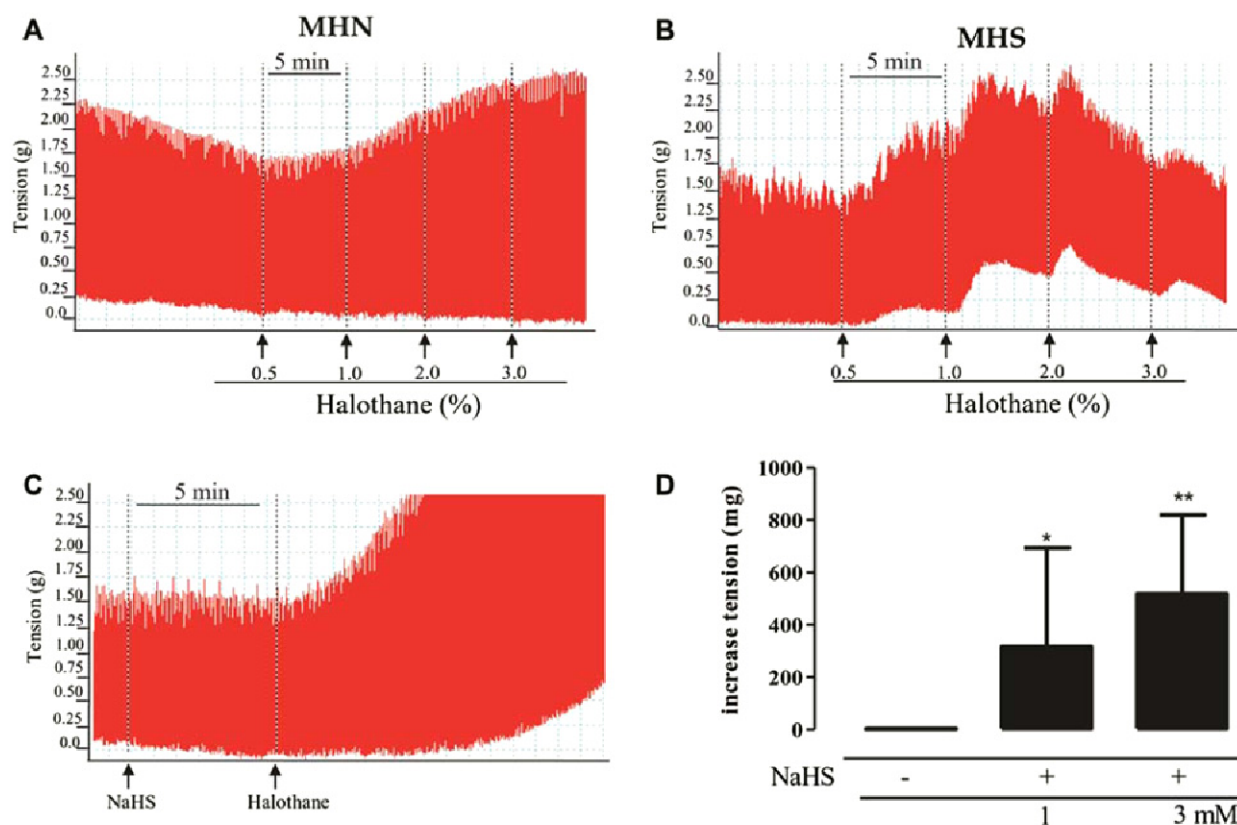 A
MHN
5 min
Tension (g)
2.50
2.25
2.00
1.75
1.50
1.25
1.00
0.75
0.50
0.25
0.0
0.5 1.0 2.0 3.0
Halothane (%)
B
MHS
5 min
Tension (g)
2.50
2.25
2.00
1.75
1.50
1.25
0.75
0.50
0.25
0.0
0.5 1.0 2.0 3.0
Halothane (%)
C
5 min
Tension (g)
2.50
2.25
2.00
1.75
1.50
1.25
1.00
0.75
0.50
0.25
0.0
NaHS Halothane
D
increase tension (mg)
1000
800
600
400
200
0
* **
NaHS - + +
1 3 mM